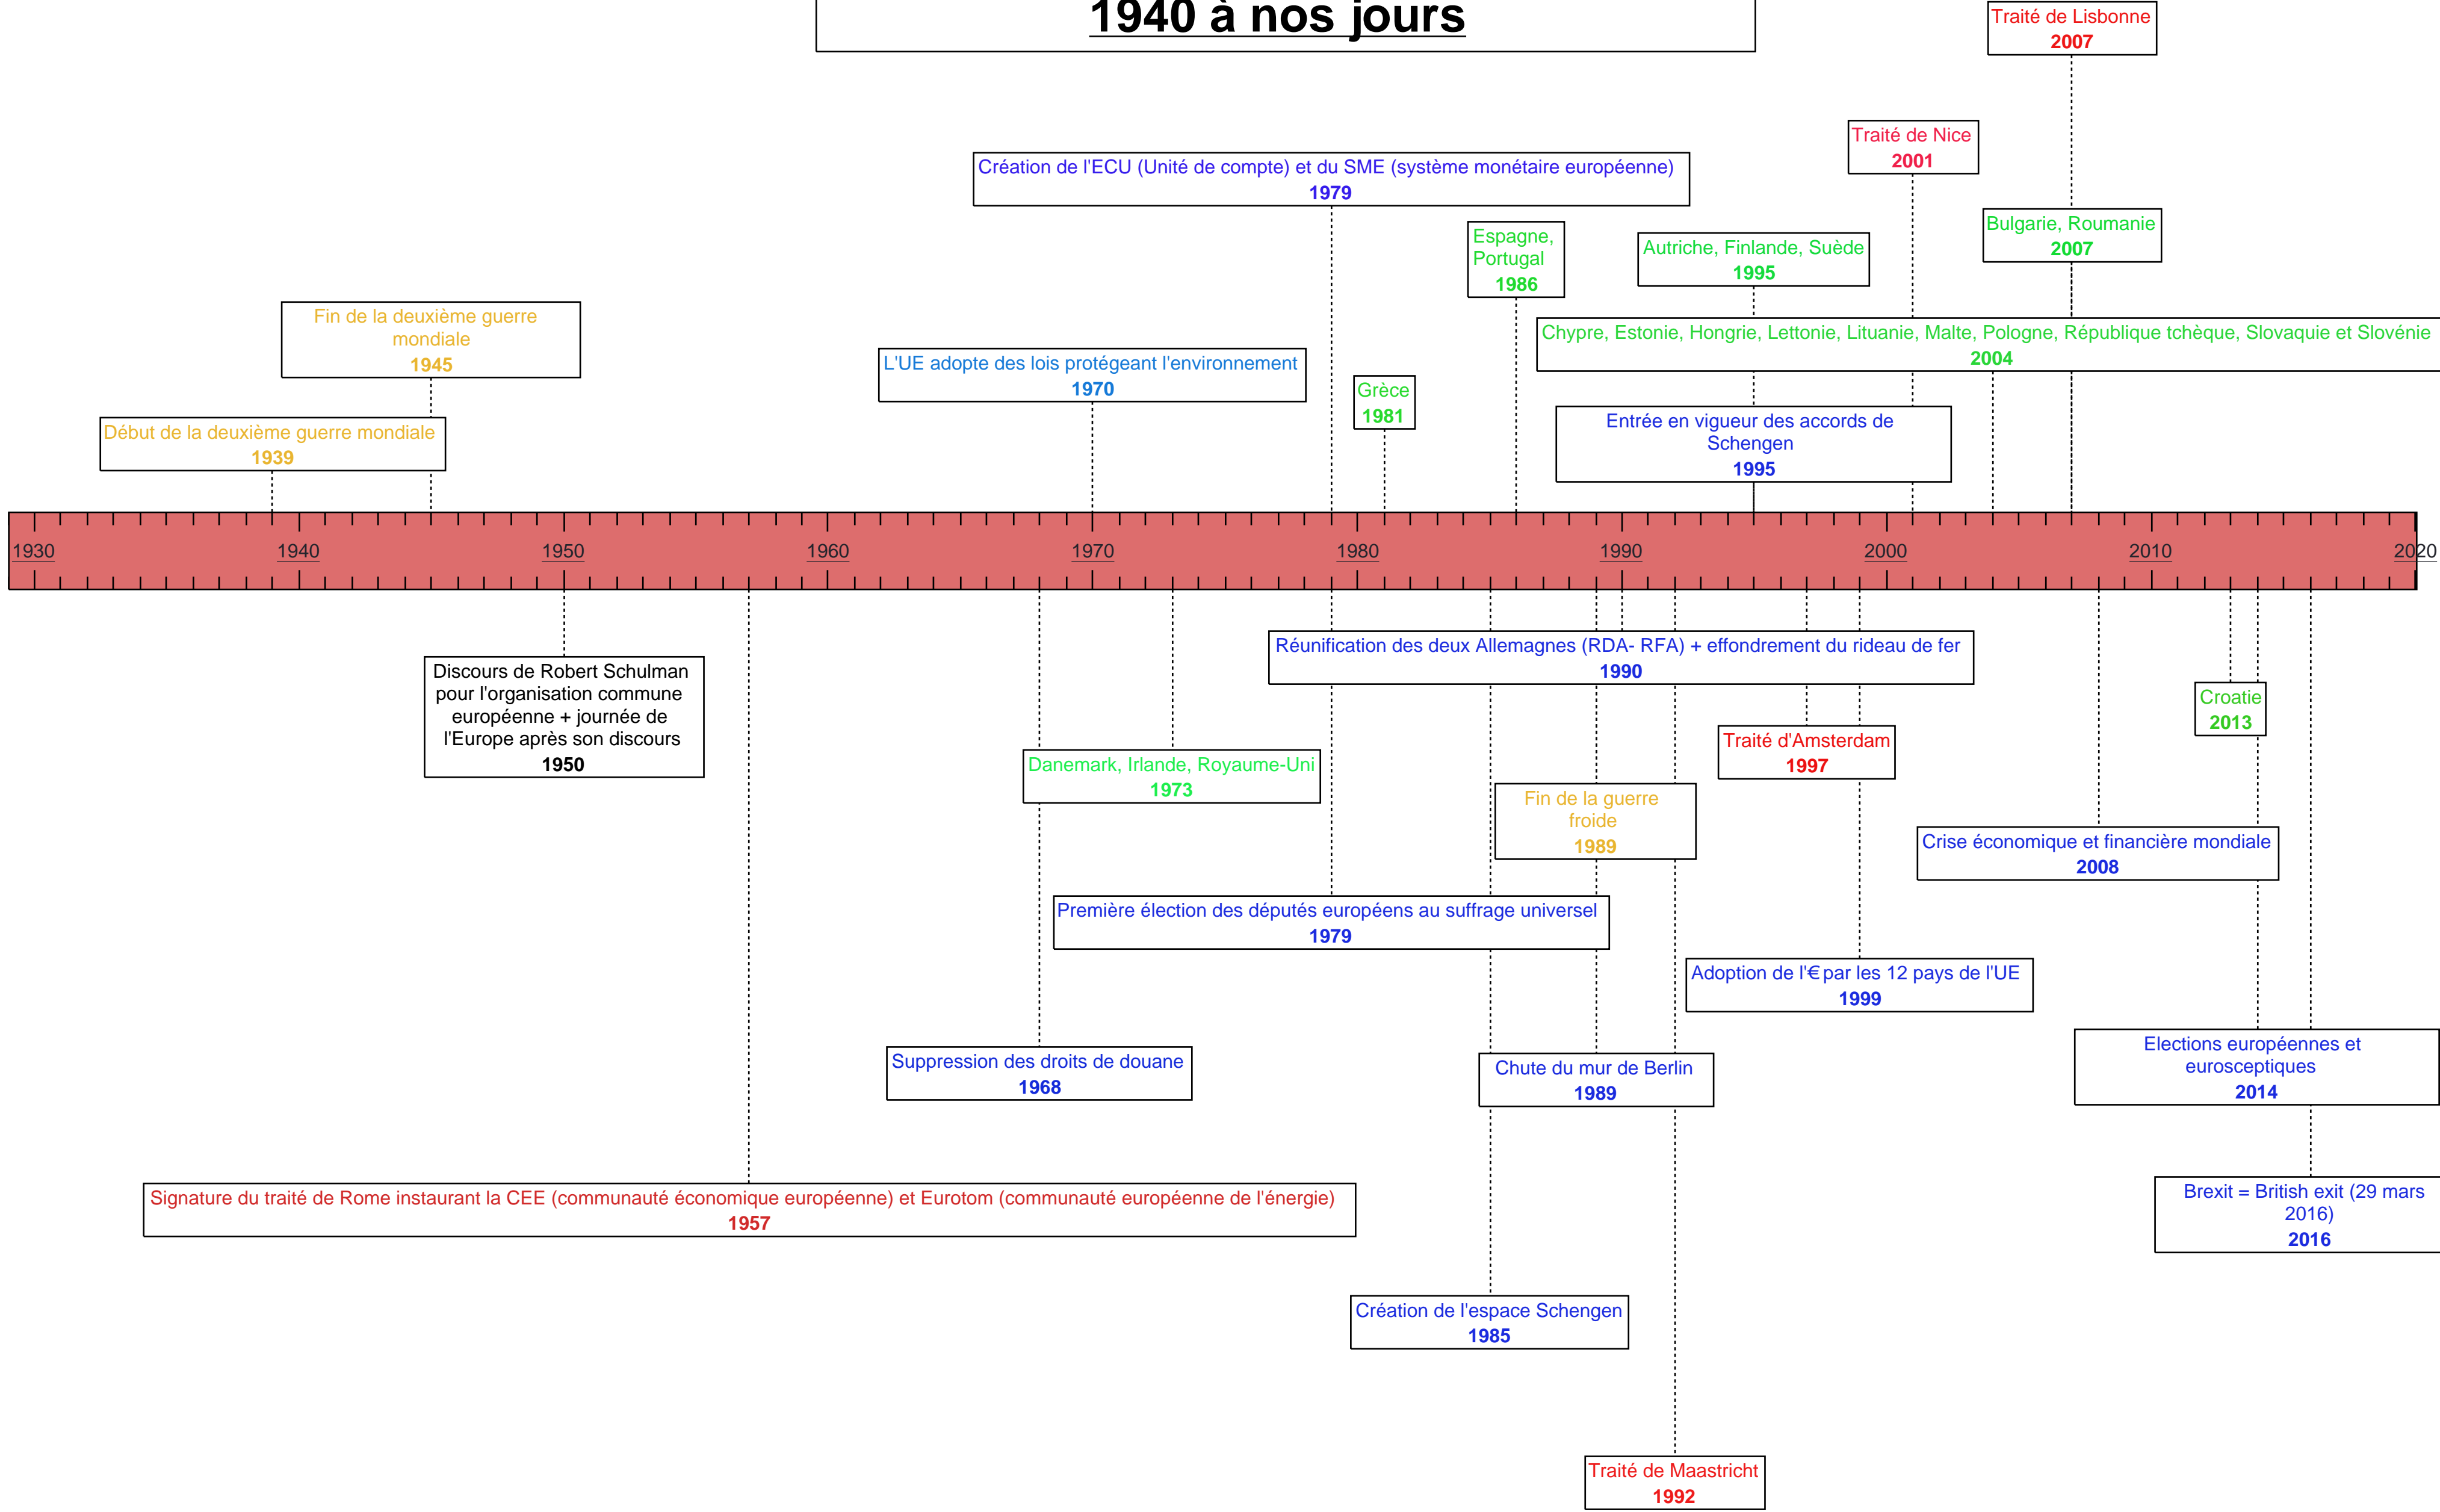 1940 à nos jours
Traité de Lisbonne
2007
Traité de Nice
2001
Création de l'ECU (Unité de compte) et du SME (système monétaire européenne)
1979
Bulgarie, Roumanie
2007
Espagne,
Portugal
1986
Autriche, Finlande, Suède
1995
Fin de la deuxième guerre
mondiale
1945
Chypre, Estonie, Hongrie, Lettonie, Lituanie, Malte, Pologne, République tchèque, Slovaquie et Slovénie
2004
L'UE adopte des lois protégeant l'environnement
1970
Grèce
1981
Début de la deuxième guerre mondiale
1939
Entrée en vigueur des accords de
Schengen
1995
1930 1940 1950 1960 1970 1980 1990 2000 2010 2020
Réunification des deux Allemagnes (RDA- RFA) + effondrement du rideau de fer
1990
Discours de Robert Schulman
pour l'organisation commune
européenne + journée de
l'Europe après son discours
1950
Croatie
2013
Traité d'Amsterdam
1997
Danemark, Irlande, Royaume-Uni
1973
Fin de la guerre
froide
1989
Crise économique et financière mondiale
2008
Première élection des députés européens au suffrage universel
1979
Adoption de l'€ par les 12 pays de l'UE
1999
Elections européennes et
eurosceptiques
2014
Suppression des droits de douane
1968
Chute du mur de Berlin
1989
Brexit = British exit (29 mars
2016)
2016
Signature du traité de Rome instaurant la CEE (communauté économique européenne) et Eurotom (communauté européenne de l'énergie)
1957
Création de l'espace Schengen
1985
Traité de Maastricht
1992